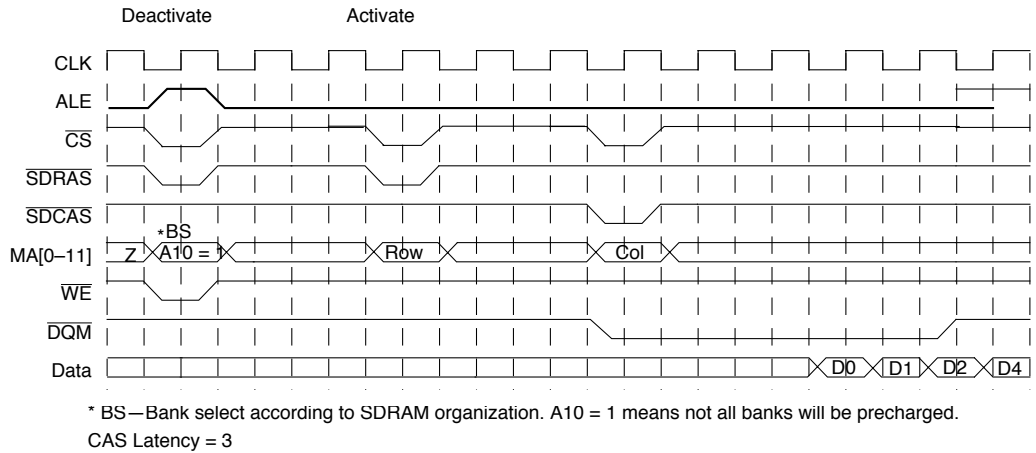 Deactivate Activate
CLK
ALE
CS
SDRAS
SDCAS
*BS
MA[0–11] Z A10 = 1 Row Col
WE
DQM
Data D0 D1 D2 D4
* BS—Bank select according to SDRAM organization. A10 = 1 means not all banks will be precharged.
CAS Latency = 3